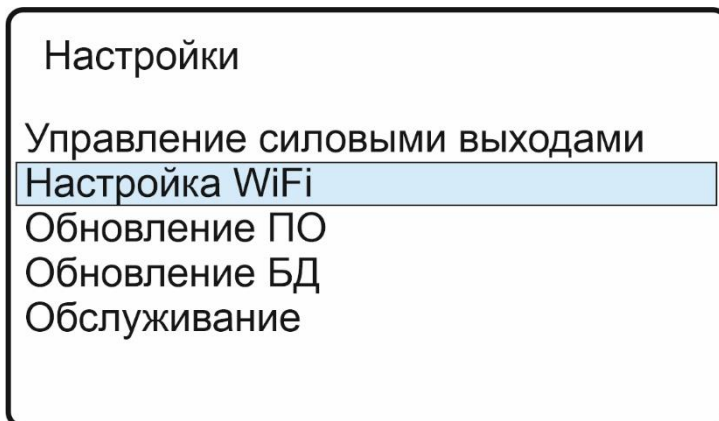 Настройки
Управление силовыми выходами
Настройка WiFi
Обновление ПО
Обновление БД
Обслуживание